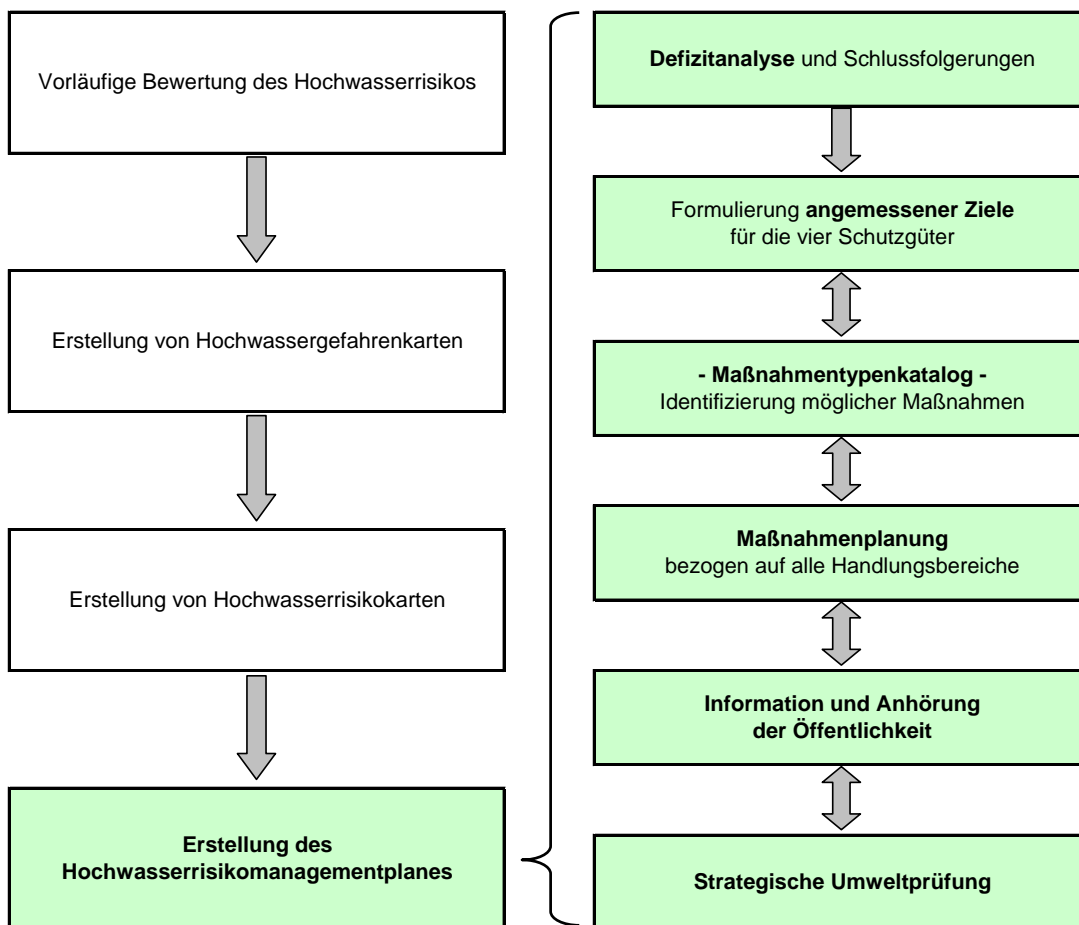 Vorläufige Bewertung des Hochwasserrisikos
Erstellung von Hochwassergefahrenkarten
Erstellung von Hochwasserrisikokarten
Erstellung des
Hochwasserrisikomanagementplanes
Defizitanalyse und Schlussfolgerungen
Formulierung angemessener Ziele
für die vier Schutzgüter
- Maßnahmentypenkatalog -
Identifizierung möglicher Maßnahmen
Maßnahmenplanung
bezogen auf alle Handlungsbereiche
Information und Anhörung
der Öffentlichkeit
Strategische Umweltprüfung